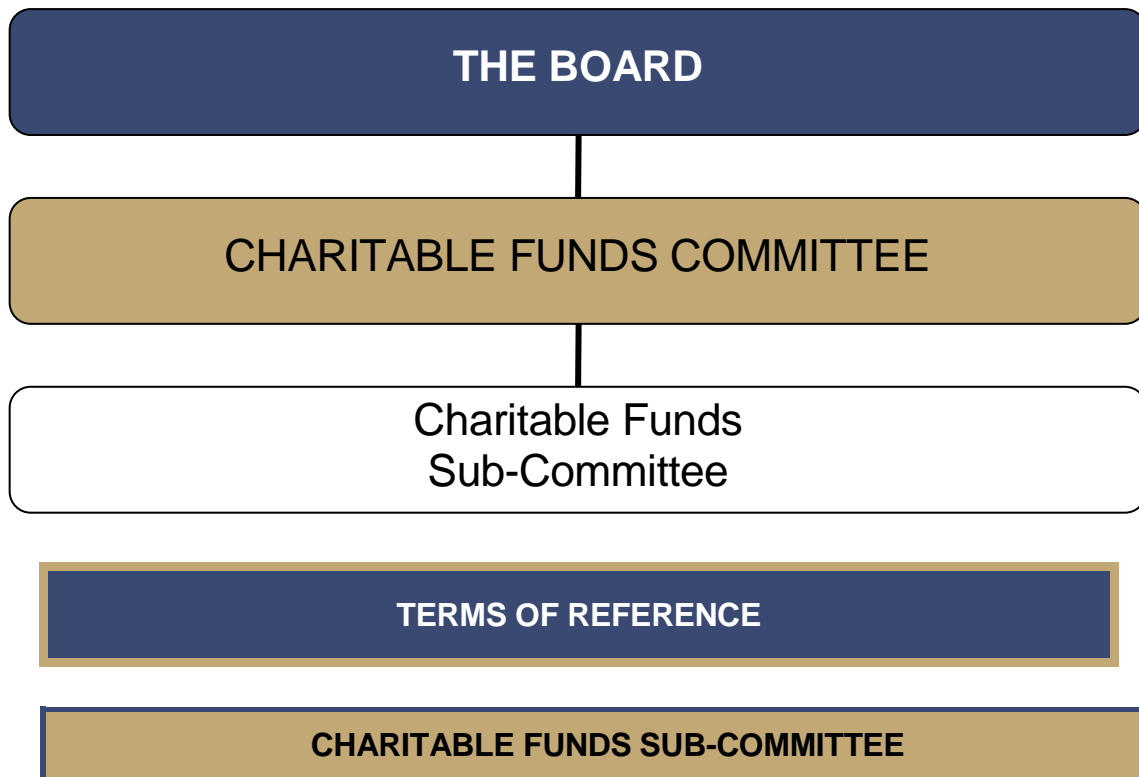 THE BOARD
CHARITABLE FUNDS COMMITTEE
Charitable Funds
Sub-Committee
TERMS OF REFERENCE
CHARITABLE FUNDS SUB-COMMITTEE